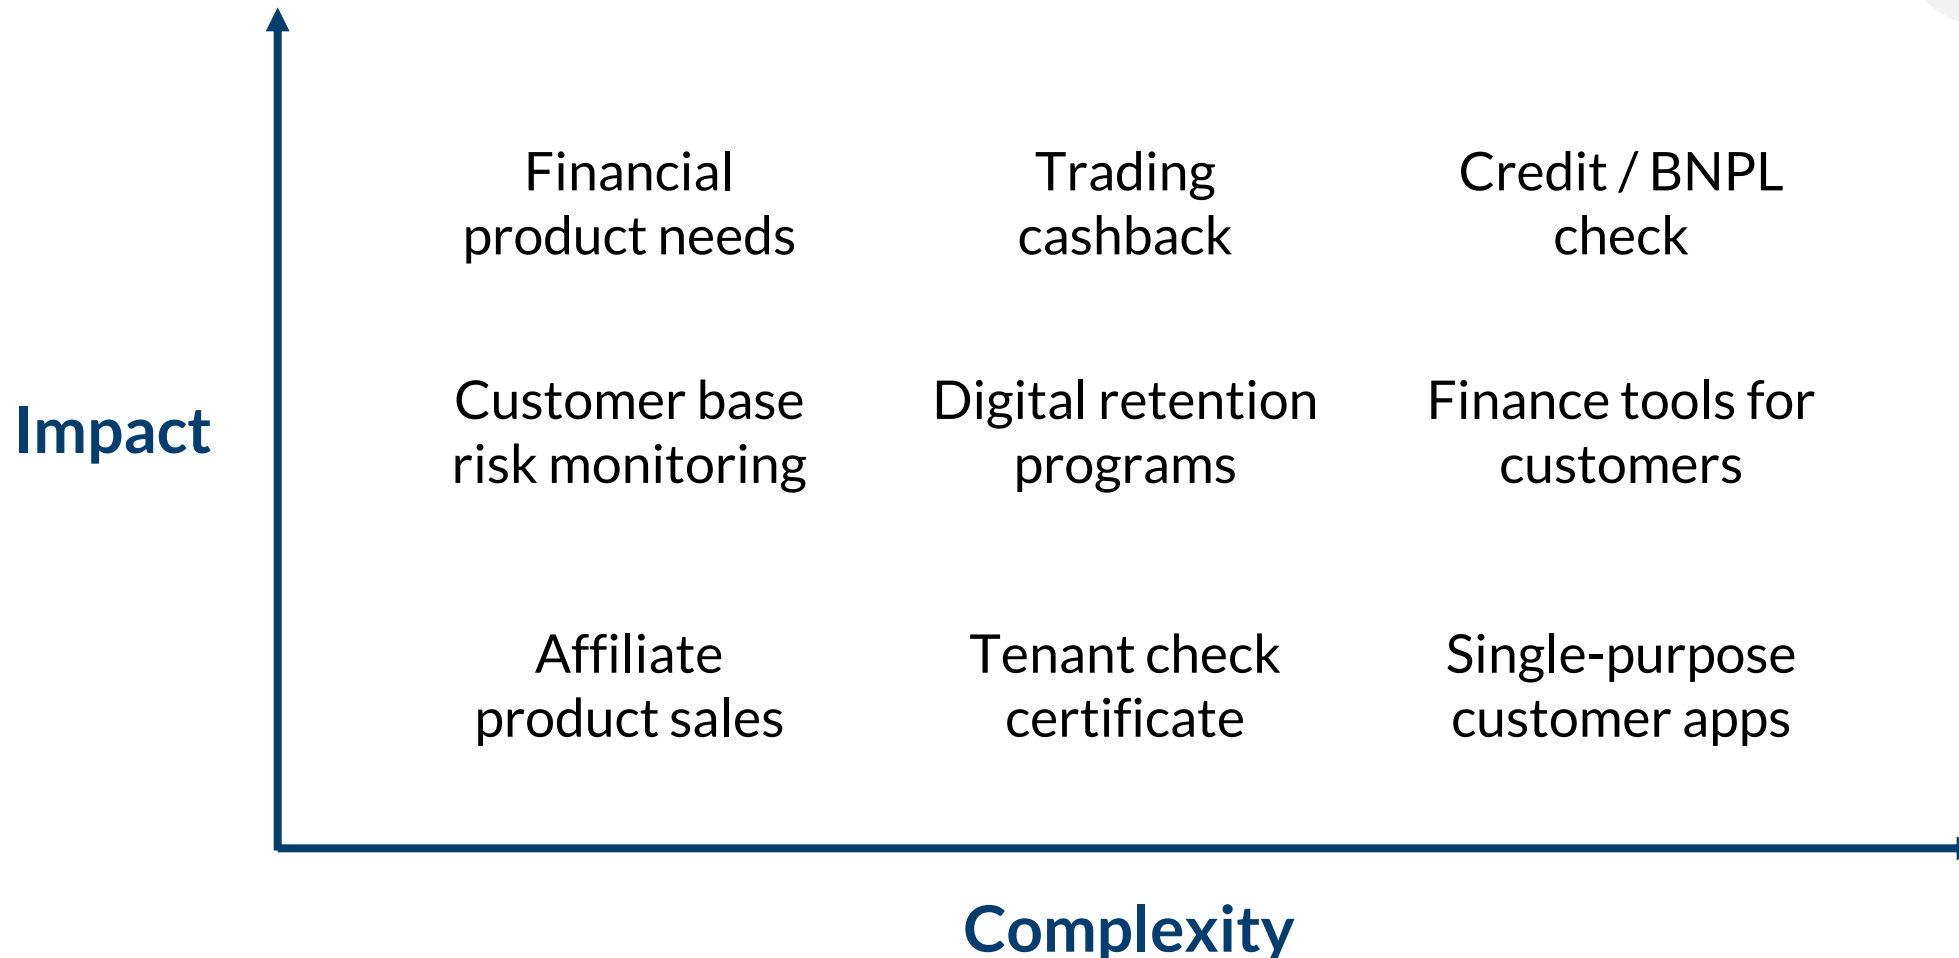 Financial
product needs
Trading
cashback
Credit / BNPL
check
Impact
Customer base
risk monitoring
Digital retention
programs
Finance tools for
customers
Affiliate
product sales
Tenant check
certificate
Single-purpose
customer apps
Complexity